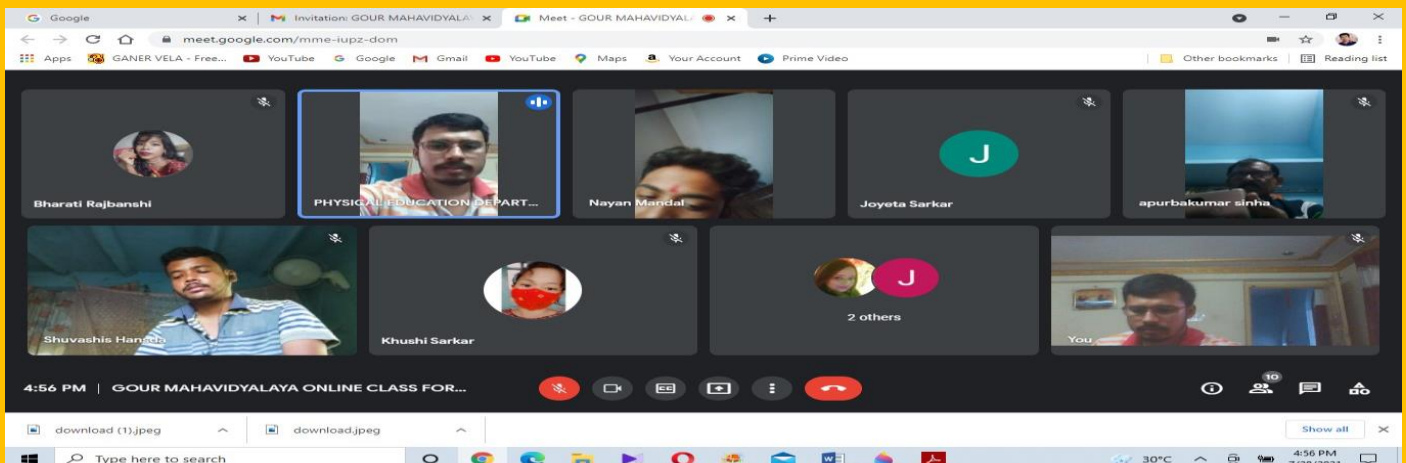 Google
Invitation: GOUR MAHAVIDYALA
Meet - GOUR MAHAVIDYAL
meet.google.com/mme-iupz-dom
Apps GANER VELA - Free... YouTube Google Gmail YouTube Maps Your Account Prime Video Other bookmarks Reading list
Bharati Rajbanshi
PHYSICAL EDUCATION DEPART...
Nayan Mandal
J
Joyeta Sarkar
apurbakumar sinha
Shuvashis Hansda
Khushi Sarkar
J
2 others
You
4:56 PM | GOUR MAHAVIDYALAYA ONLINE CLASS FOR...
10
download (1).jpeg
download.jpeg
Show all
Type here to search
30°C
4:56 PM